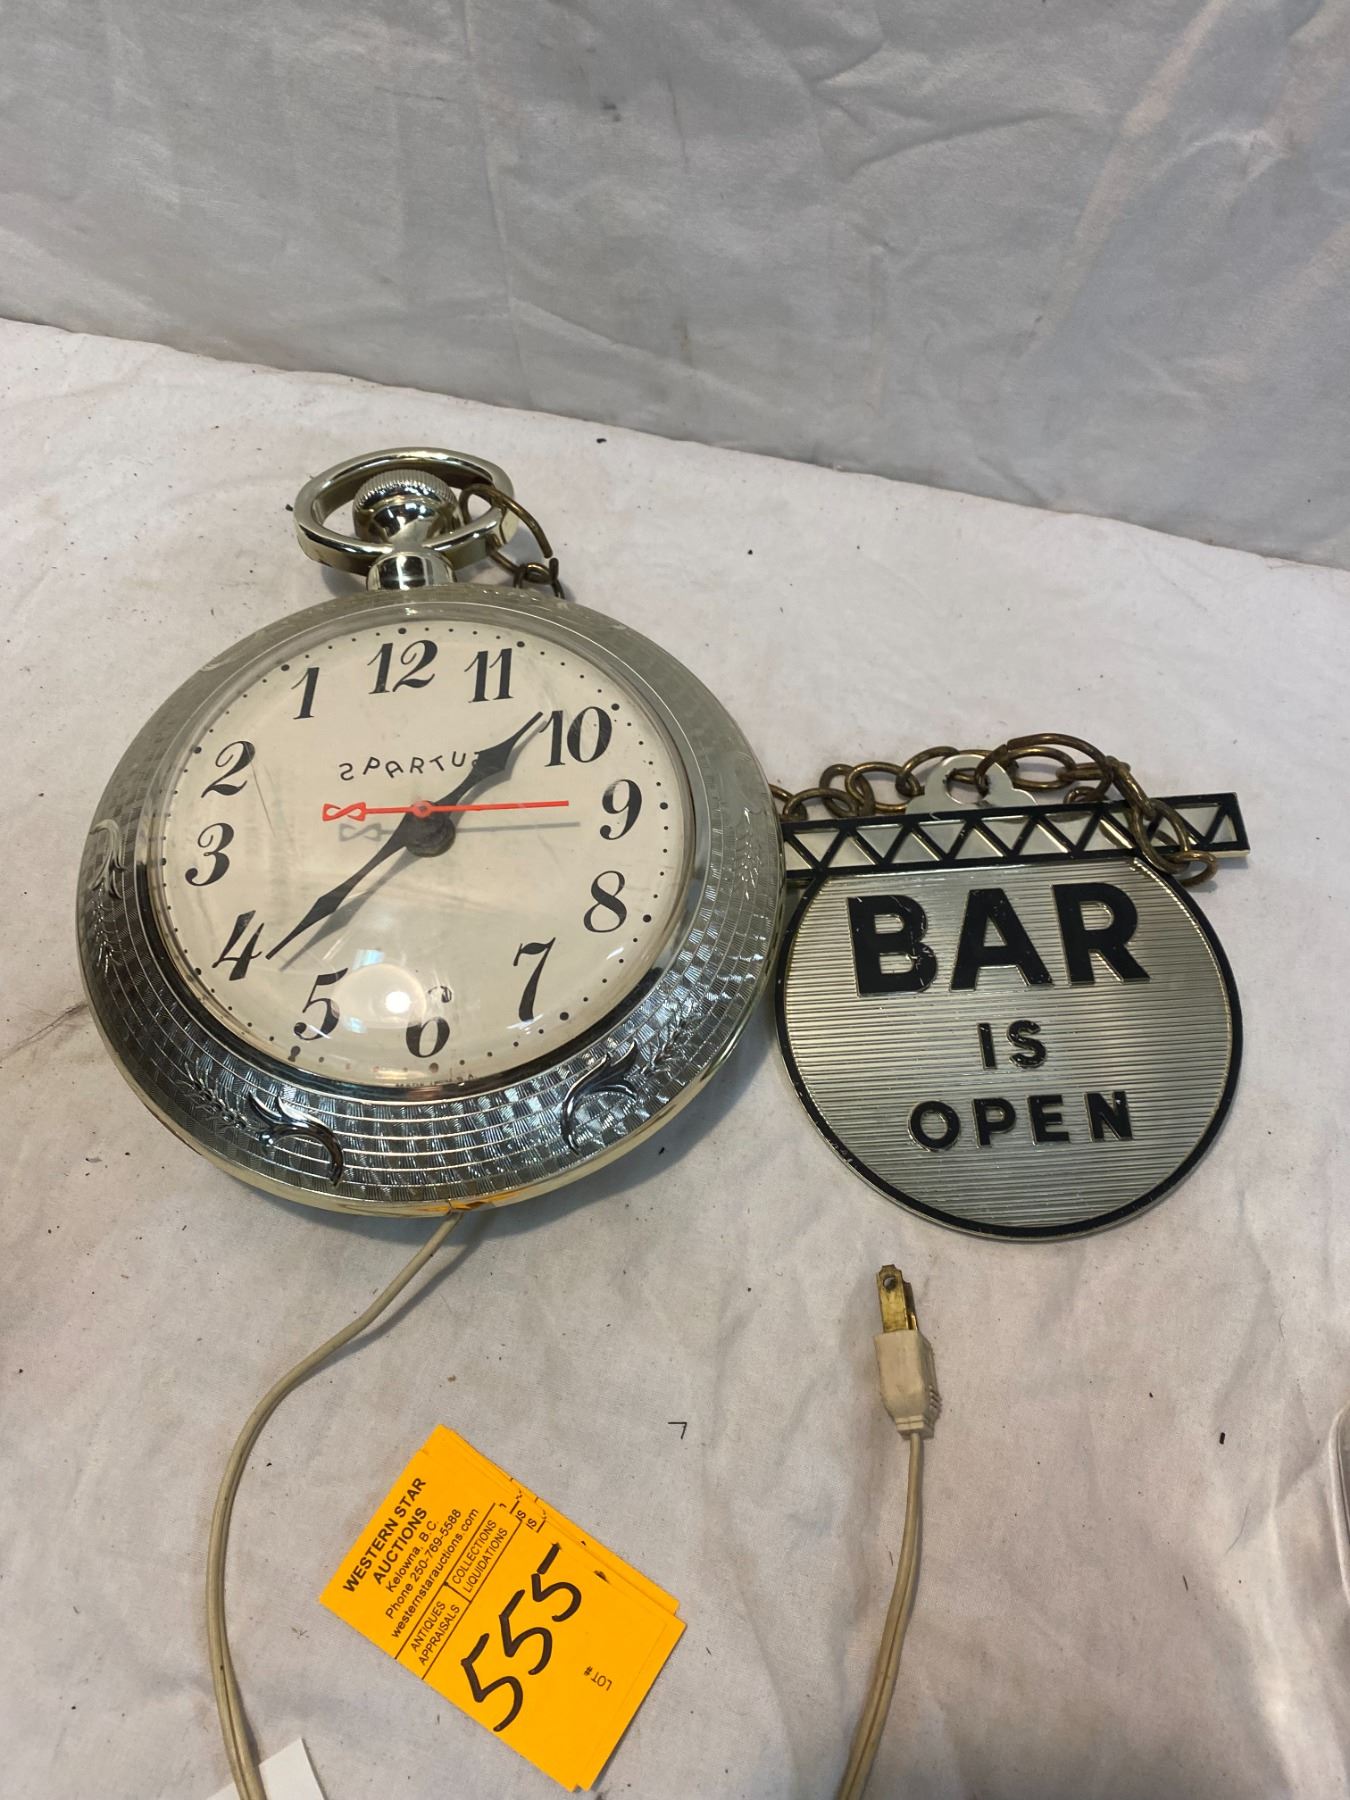 12
11
10
9
8
7
6
5
4
3
2
1
SPARTUS
BAR
IS
OPEN
WESTERN STAR
AUCTIONS
Kelowna, B.C.
Phone 250-769-5588
westernstarauctions.com
ANTIQUES COLLECTIONS
APPRAISALS LIQUIDATIONS
555
LOT#